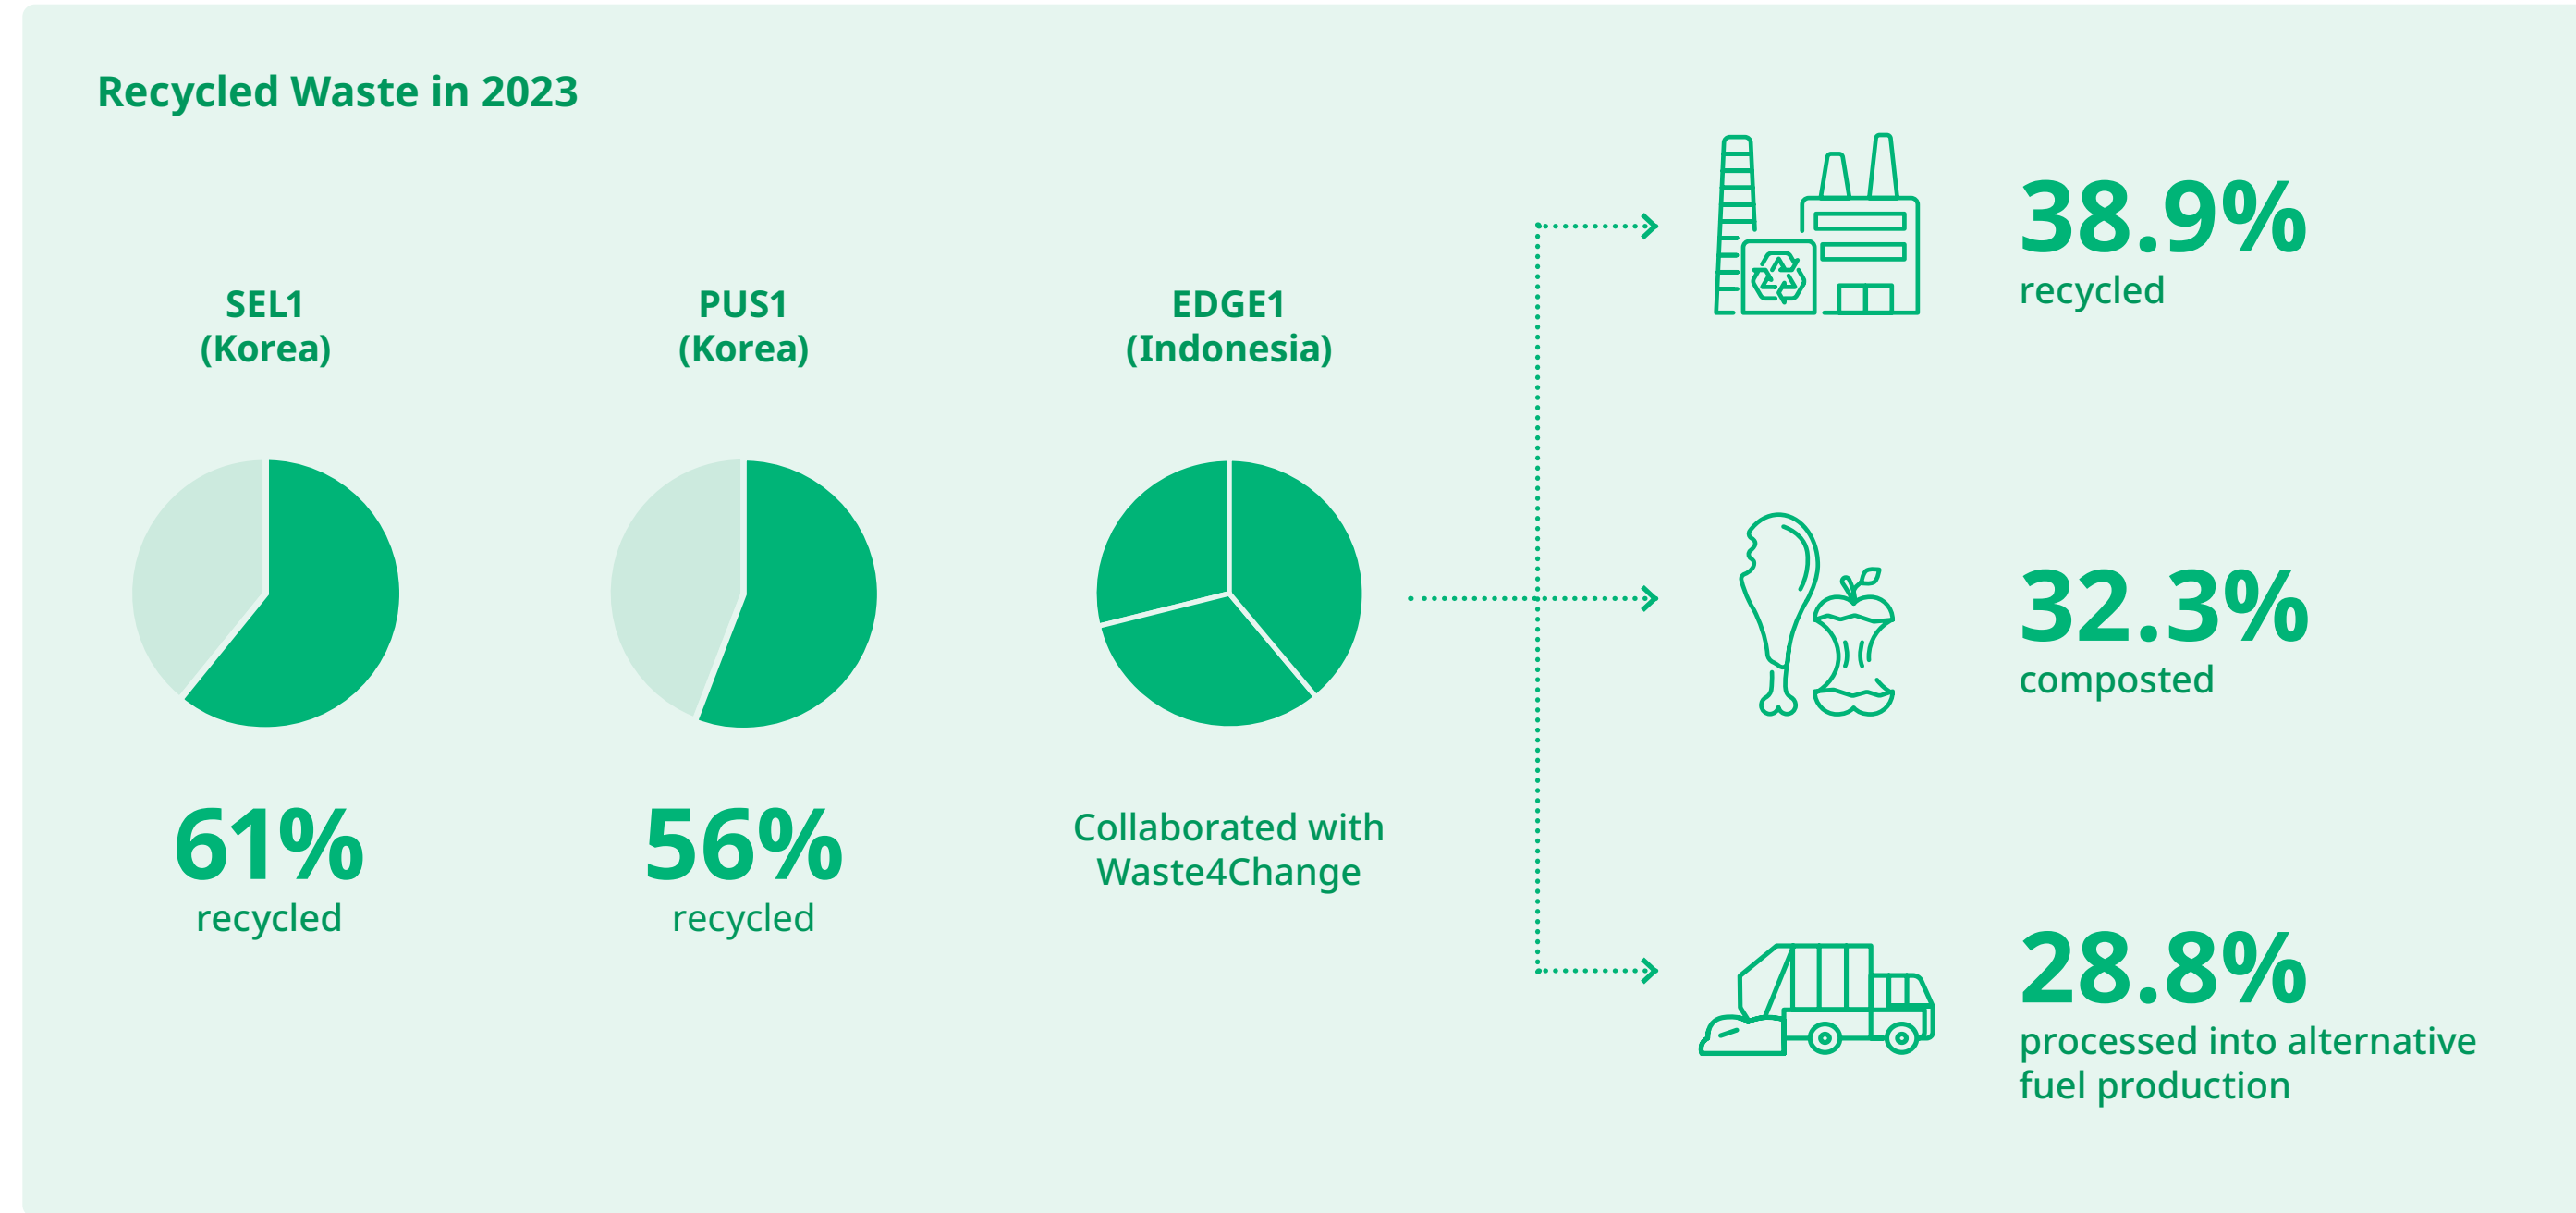 Recycled Waste in 2023
SEL1
(Korea)
61%
recycled
PUS1
(Korea)
56%
recycled
EDGE1
(Indonesia)
Collaborated with
Waste4Change
38.9%
recycled
32.3%
composted
28.8%
processed into alternative
fuel production